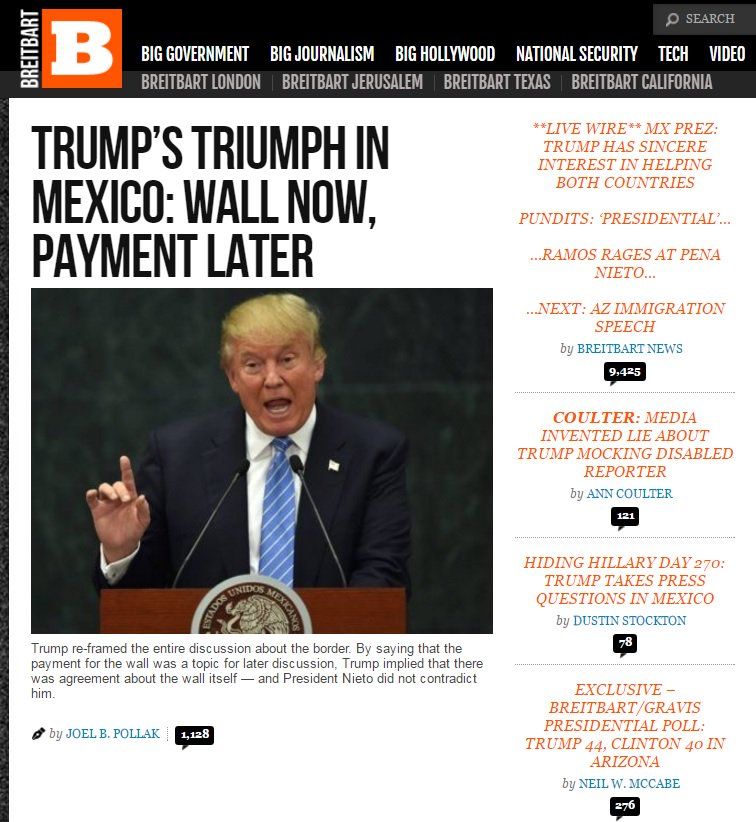 BREITBART
B
SEARCH
BIG GOVERNMENT BIG JOURNALISM BIG HOLLYWOOD NATIONAL SECURITY TECH VIDEO
BREITBART LONDON BREITBART JERUSALEM BREITBART TEXAS BREITBART CALIFORNIA
TRUMP'S TRIUMPH IN
MEXICO: WALL NOW,
PAYMENT LATER
ESTADOS UNIDOS MEXICANOS
Trump re-framed the entire discussion about the border. By saying that the
payment for the wall was a topic for later discussion, Trump implied that there
was agreement about the wall itself — and President Nieto did not contradict
him.
by JOEL B. POLLAK 1,128
**LIVE WIRE** MX PREZ:
TRUMP HAS SINCERE
INTEREST IN HELPING
BOTH COUNTRIES
PUNDITS: 'PRESIDENTIAL'...
...RAMOS RAGES AT PENA
NIETO...
...NEXT: AZ IMMIGRATION
SPEECH
by BREITBART NEWS
9,425
COULTER: MEDIA
INVENTED LIE ABOUT
TRUMP MOCKING DISABLED
REPORTER
by ANN COULTER
121
HIDING HILLARY DAY 270:
TRUMP TAKES PRESS
QUESTIONS IN MEXICO
by DUSTIN STOCKTON
78
EXCLUSIVE –
BREITBART/GRAVIS
PRESIDENTIAL POLL:
TRUMP 44, CLINTON 40 IN
ARIZONA
by NEIL W. MCCABE
276